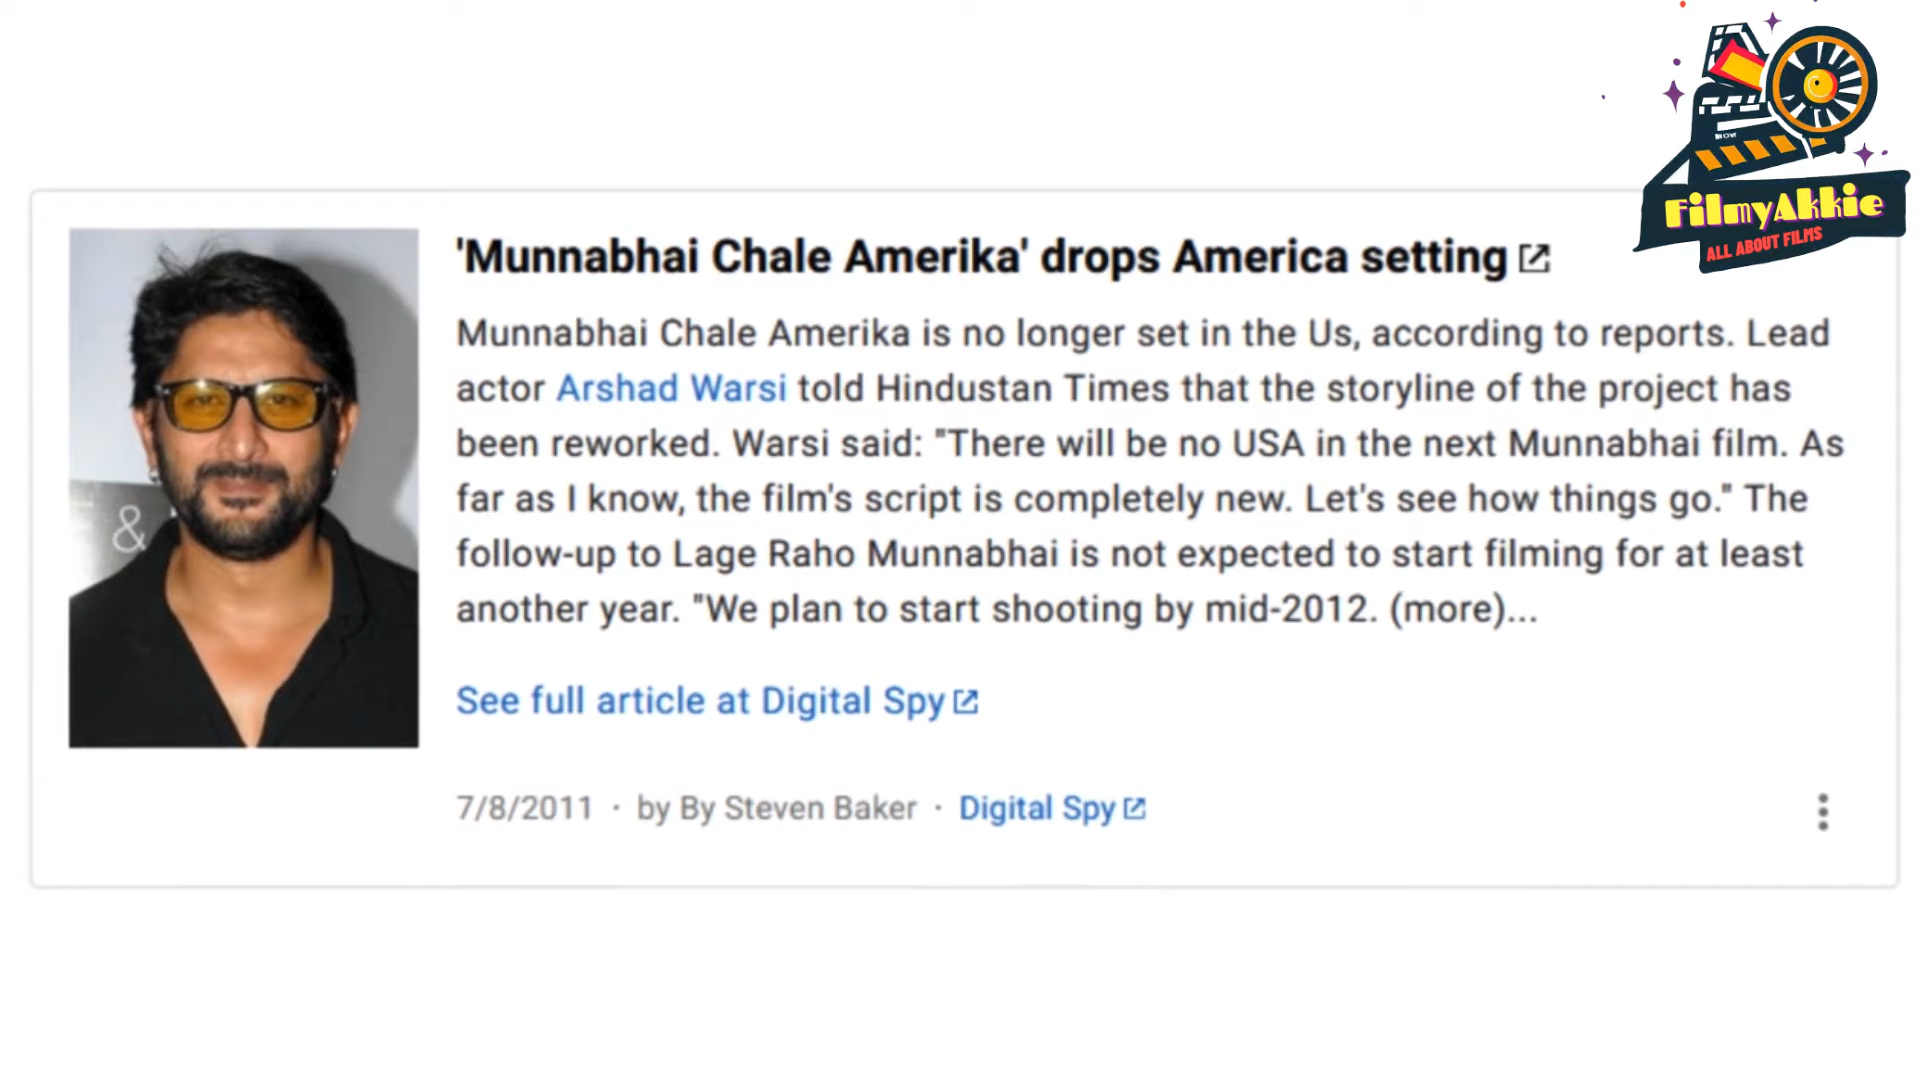 FilmyAkkie
ALL ABOUT FILMS
'Munnabhai Chale Amerika' drops America setting
Munnabhai Chale Amerika is no longer set in the Us, according to reports. Lead
actor Arshad Warsi told Hindustan Times that the storyline of the project has
been reworked. Warsi said: "There will be no USA in the next Munnabhai film. As
far as I know, the film's script is completely new. Let's see how things go." The
follow-up to Lage Raho Munnabhai is not expected to start filming for at least
another year. "We plan to start shooting by mid-2012. (more)...
See full article at Digital Spy
7/8/2011 · by By Steven Baker · Digital Spy
&